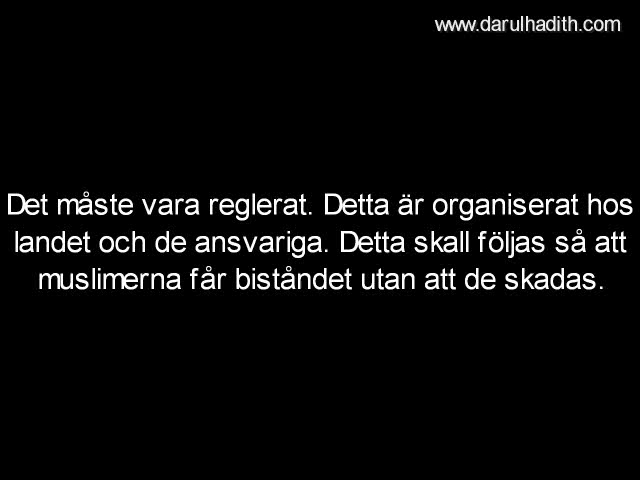 www.darulhadith.com
Det måste vara reglerat. Detta är organiserat hos
landet och de ansvariga. Detta skall följas så att
muslimerna får biståndet utan att de skadas.